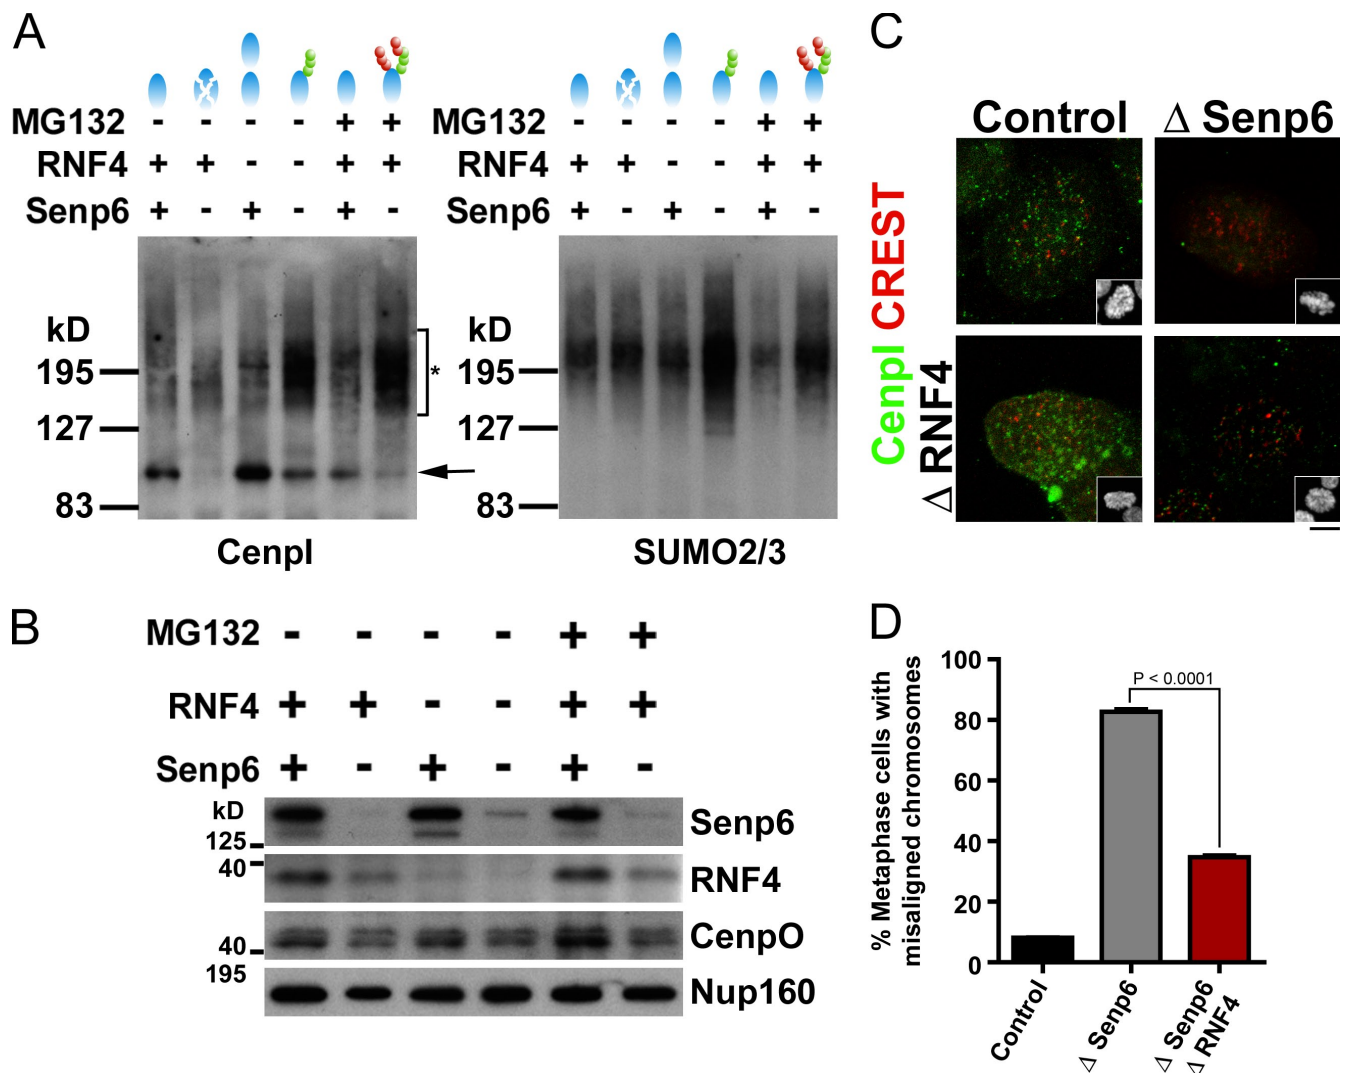 A
MG132 - - - - + +
RNF4 + + - - + +
Senp6 + - + - + -
kD
195
127
83
*
CenpI
MG132 - - - - + +
RNF4 + + - - + +
Senp6 + - + - + -
kD
195
127
83
SUMO2/3
B
MG132 - - - - + +
RNF4 + + - - + +
Senp6 + - + - + -
kD
125
Senp6
40
RNF4
40
CenpO
195
Nup160
C
Control
Δ Senp6
CenpI CREST
Δ RNF4
D
% Metaphase cells with
misaligned chromosomes
100
80
60
40
20
0
P < 0.0001
Control
Δ Senp6
Δ Senp6
Δ RNF4